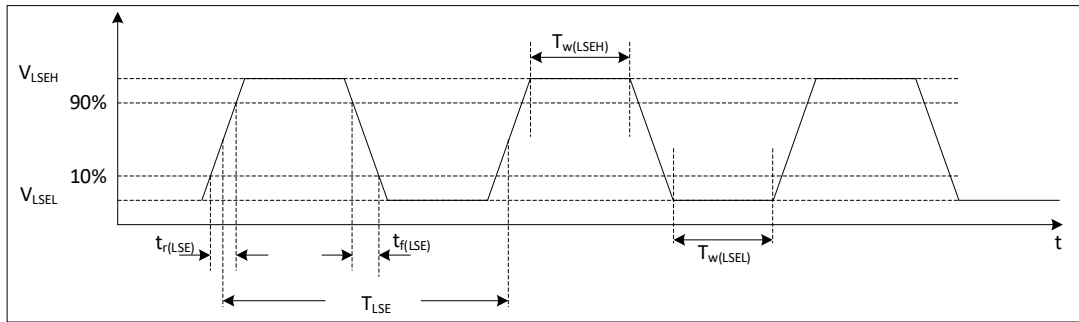 T_w(LSEH)
V_LSEH
90%
10%
V_LSEL
t
t_r(LSE)
t_f(LSE)
T_w(LSEL)
T_LSE